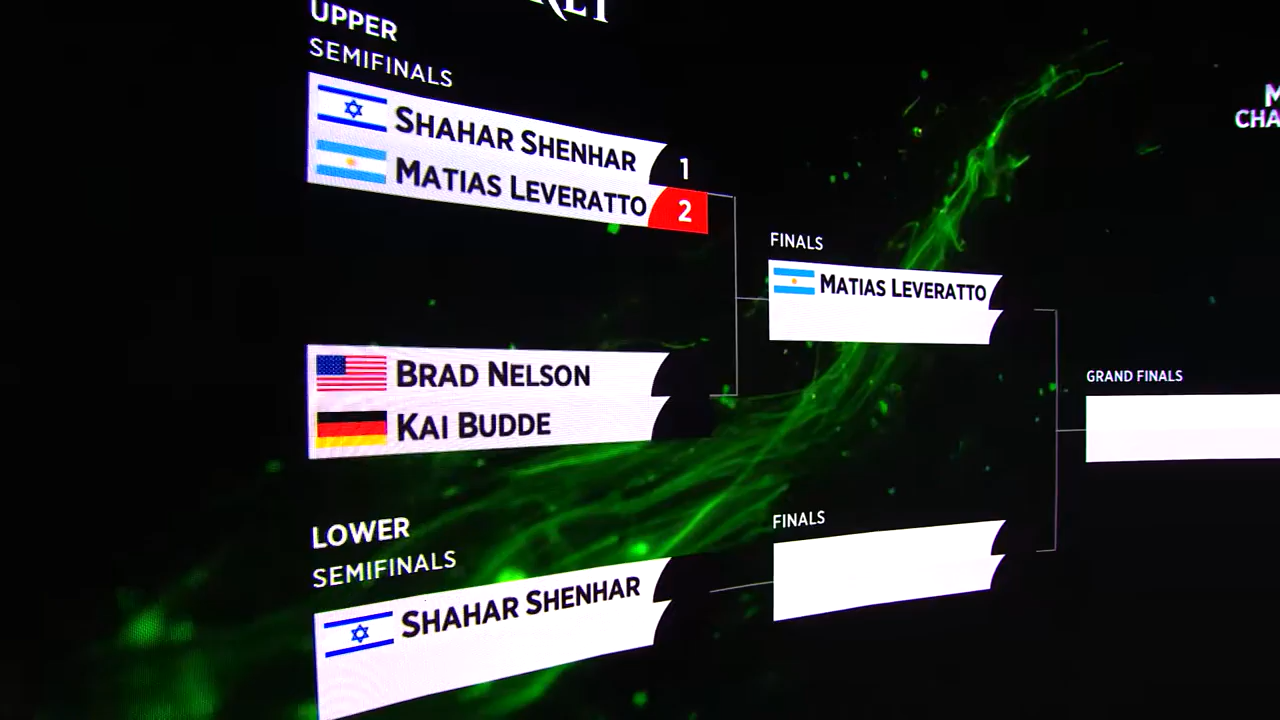 UPPER
SEMIFINALS
SHAHAR SHENHAR 1
MATIAS LEVERATTO 2
FINALS
MATIAS LEVERATTO
BRAD NELSON
KAI BUDDE
GRAND FINALS
LOWER
SEMIFINALS
SHAHAR SHENHAR
FINALS